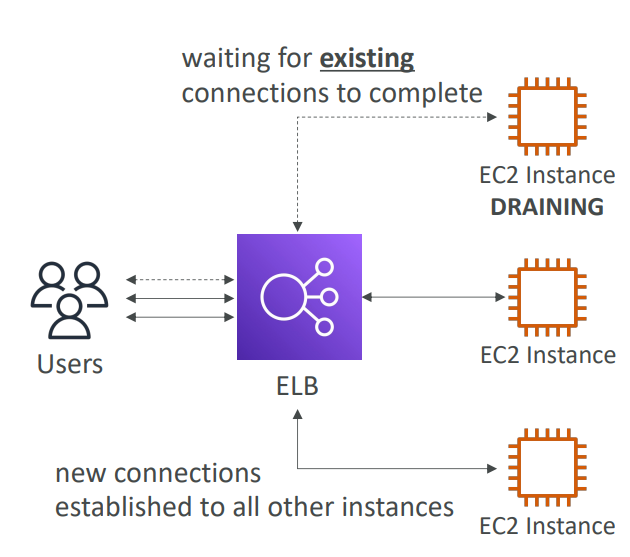 waiting for existing
connections to complete
EC2 Instance
DRAINING
Users
ELB
EC2 Instance
new connections
established to all other instances
EC2 Instance